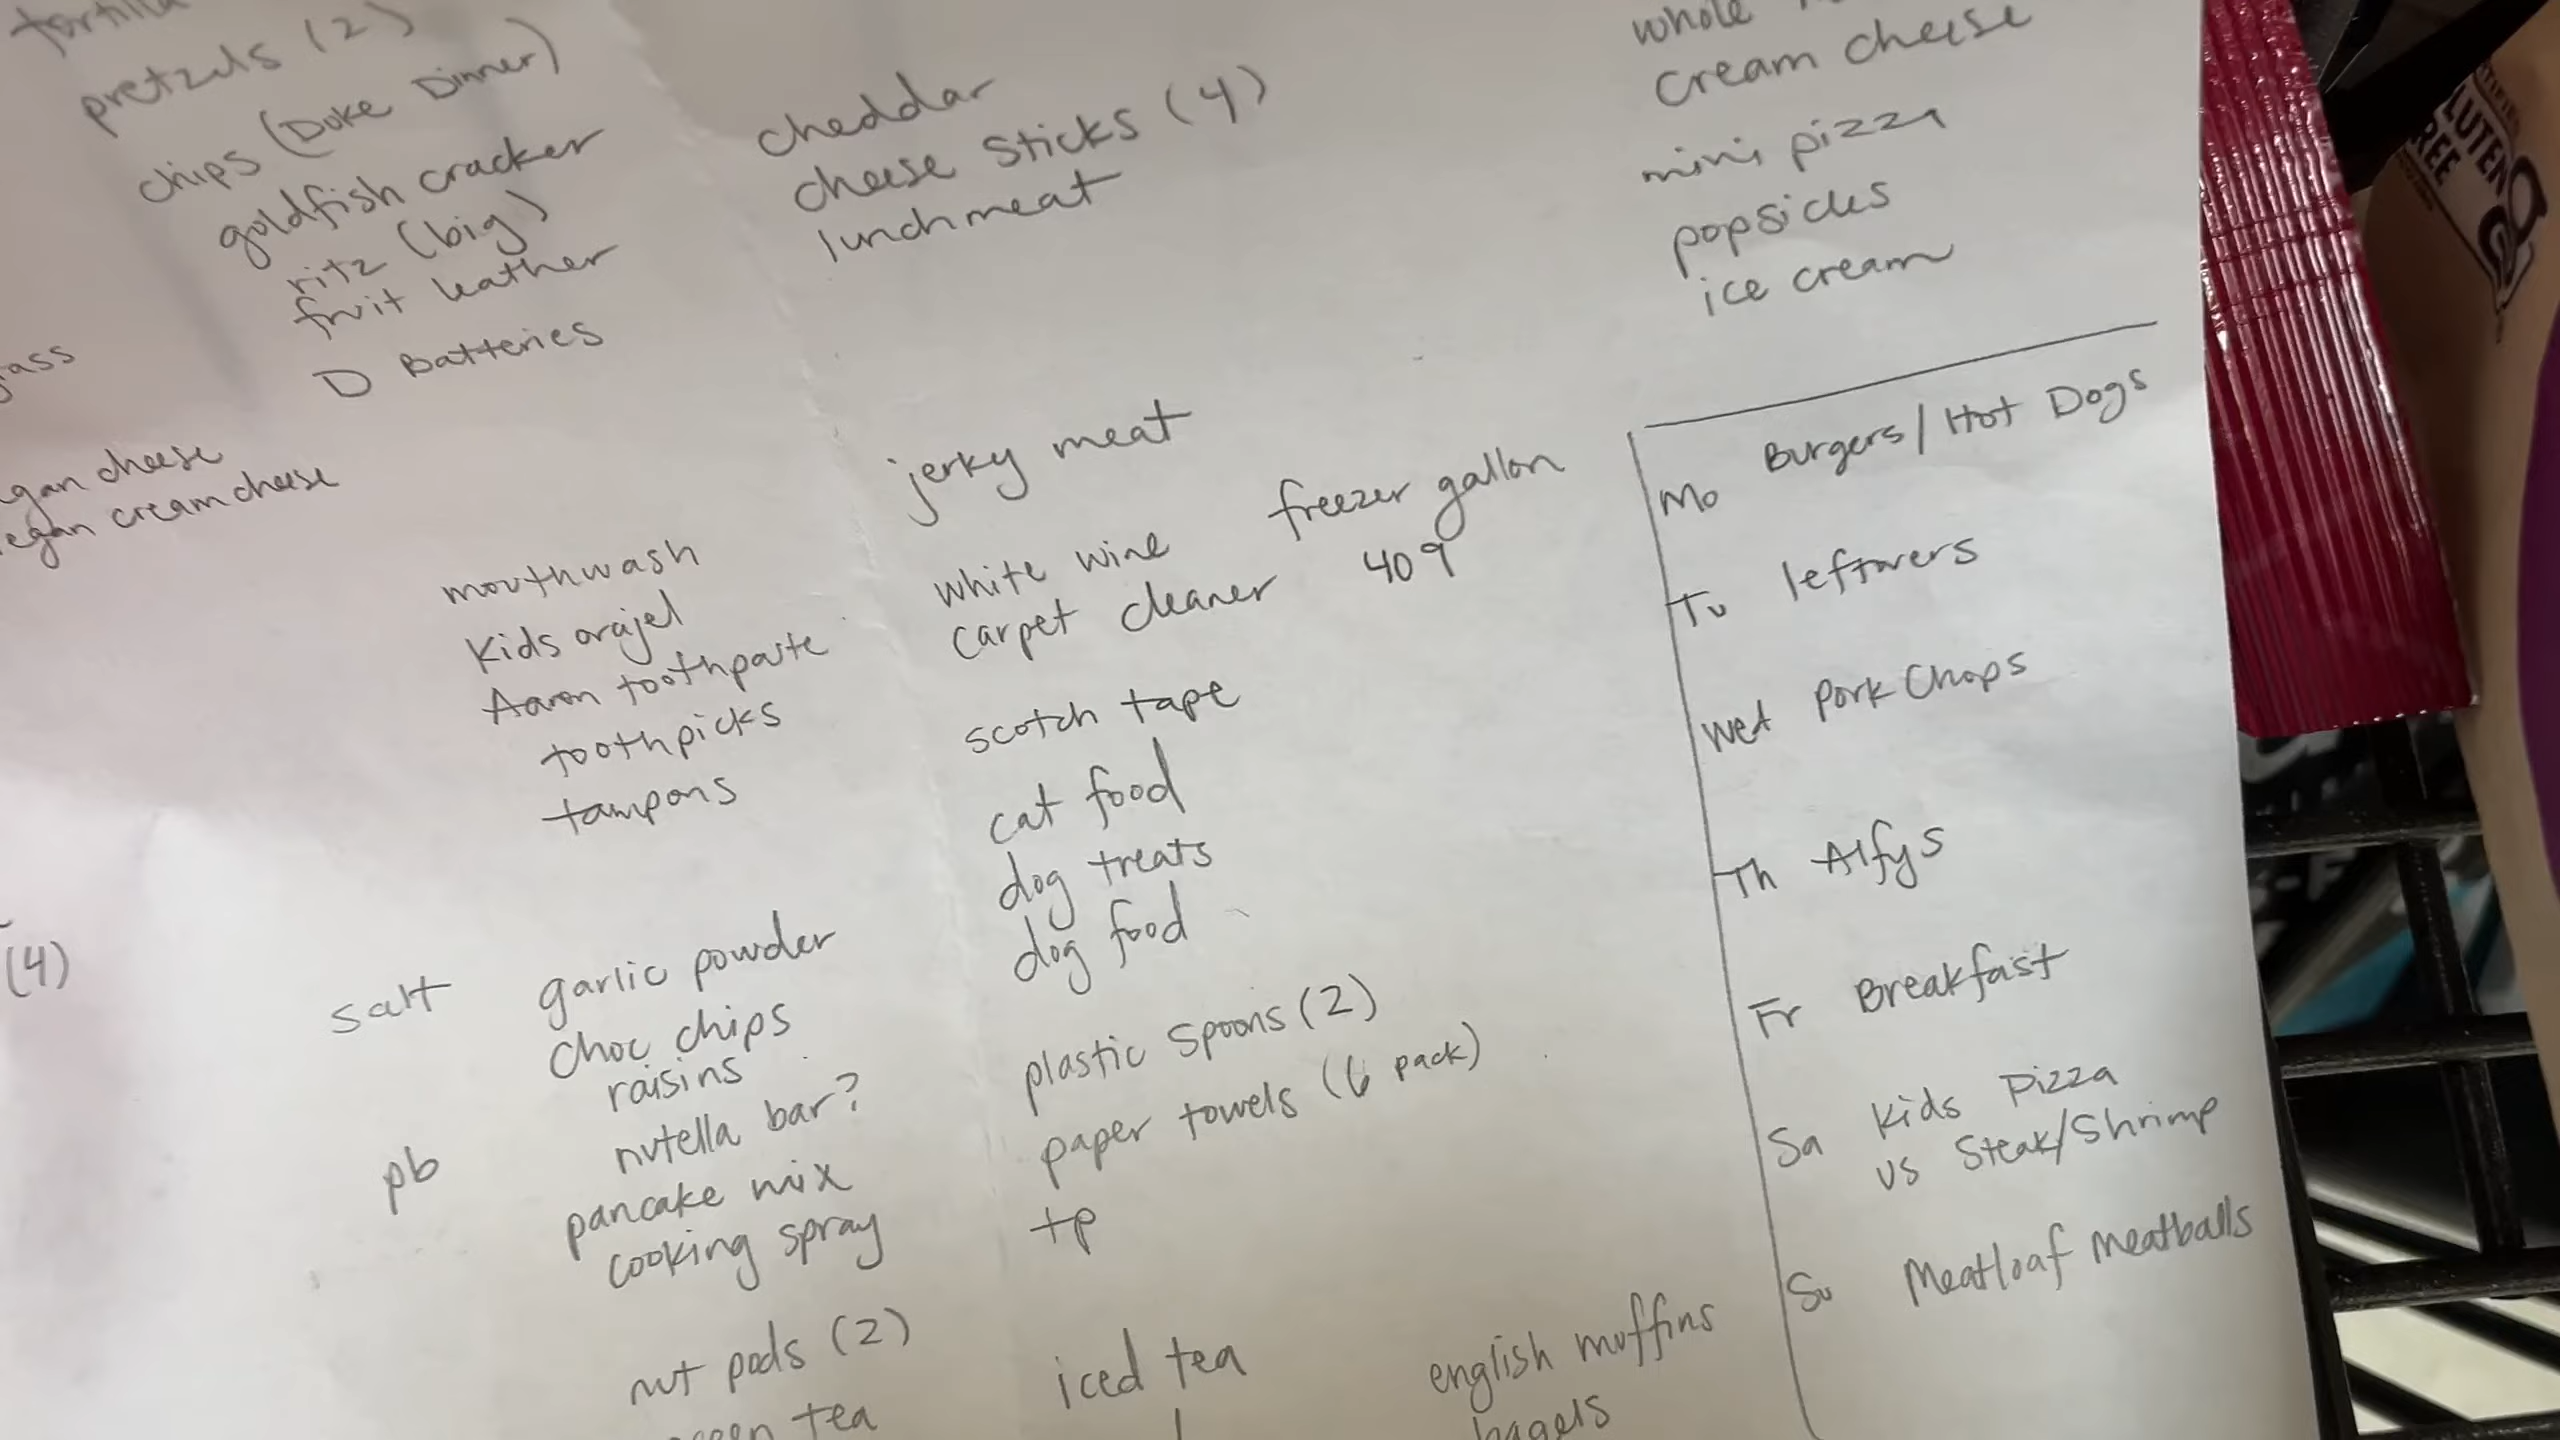 pretzels (2)
chips (Duke Dinner)
goldfish cracker
ritz (big)
fruit leather
D Batteries
cheese
cream cheese
(4)
mouthwash
Kids orajel
Aaron toothpaste
toothpicks
tampons
salt
garlic powder
choc chips
raisins
nutella bar?
pb
pancake mix
cooking spray
nut pods (2)
tea
cheddar
cheese sticks (4)
lunchmeat
jerky meat
white wine
freezer gallon
carpet cleaner
409
scotch tape
cat food
dog treats
dog food
plastic spoons (2)
paper towels (6 pack)
tp
iced tea
english muffins
bagels
whole
cream cheese
mini pizza
popsicles
ice cream
Mo Burgers/Hot Dogs
Tu leftovers
Wed Pork Chops
Th Alfys
Fr Breakfast
Sa Kids Pizza
us Steak/Shrimp
Su Meatloaf Meatballs